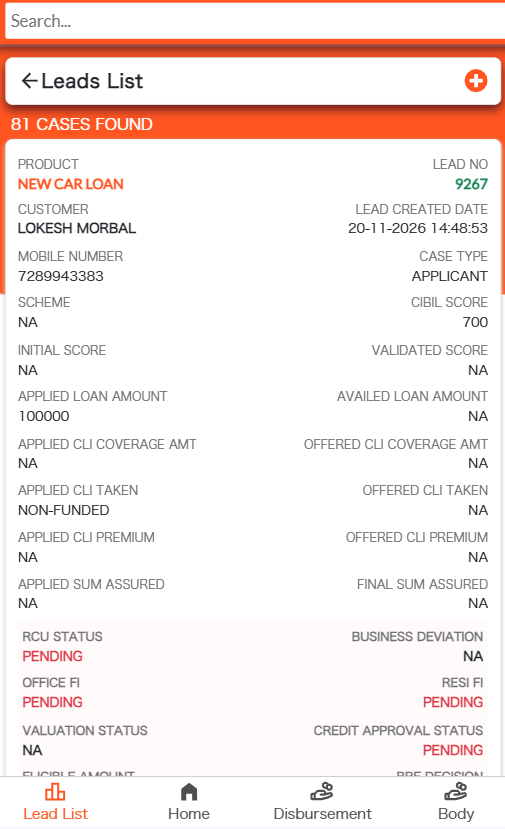 Search...
Leads List
81 CASES FOUND
PRODUCT LEAD NO
NEW CAR LOAN 9267
CUSTOMER LEAD CREATED DATE
LOKESH MORBAL 20-11-2026 14:48:53
MOBILE NUMBER CASE TYPE
7289943383 APPLICANT
SCHEME CIBIL SCORE
NA 700
INITIAL SCORE VALIDATED SCORE
NA NA
APPLIED LOAN AMOUNT AVAILED LOAN AMOUNT
100000 NA
APPLIED CLI COVERAGE AMT OFFERED CLI COVERAGE AMT
NA NA
APPLIED CLI TAKEN OFFERED CLI TAKEN
NON-FUNDED NA
APPLIED CLI PREMIUM OFFERED CLI PREMIUM
NA NA
APPLIED SUM ASSURED FINAL SUM ASSURED
NA NA
RCU STATUS BUSINESS DEVIATION
PENDING NA
OFFICE FI RESI FI
PENDING PENDING
VALUATION STATUS CREDIT APPROVAL STATUS
NA PENDING
ELIGIBLE AMOUNT BRE DECISION
Lead List Home Disbursement Body